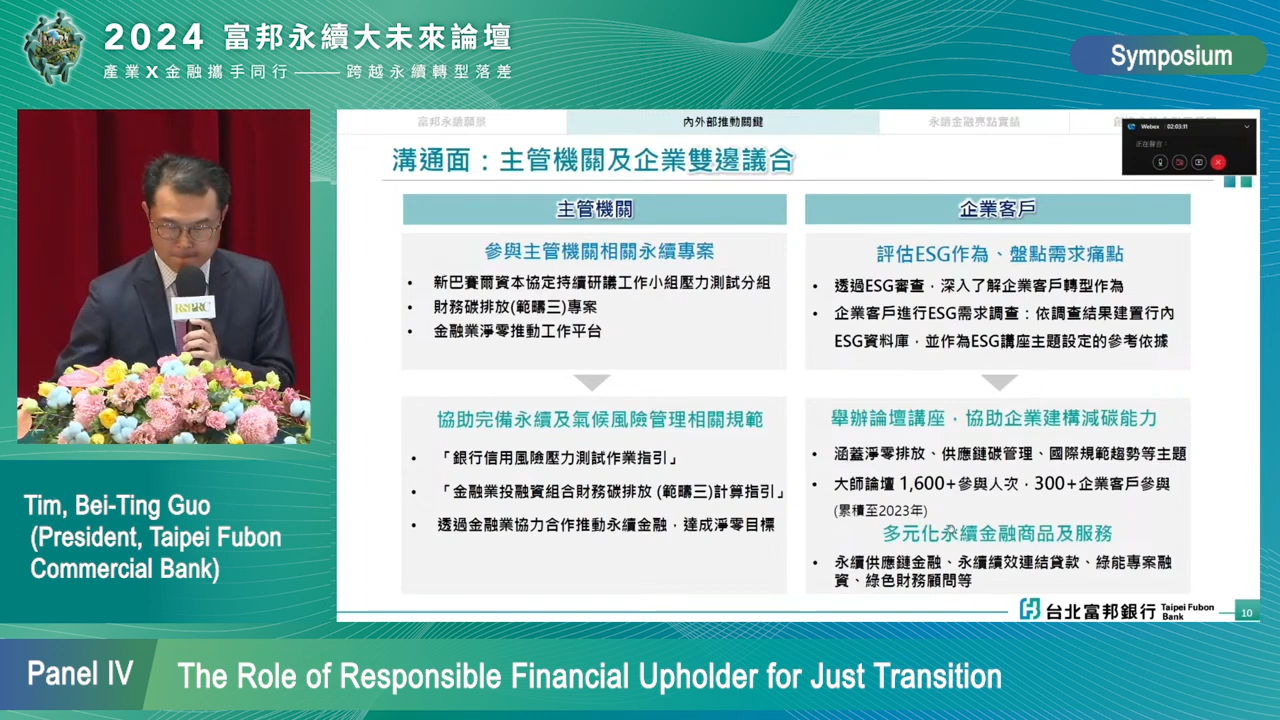 2024 富邦永續大未來論壇
產業X金融攜手同行——跨越永續轉型落差
Symposium
富邦永續願景
內外部推動關鍵
永續金融亮點實績
Webex 02:03:11
正在聲音:
溝通面：主管機關及企業雙邊議合
主管機關
參與主管機關相關永續專案
• 新巴賽爾資本協定持續研議工作小組壓力測試分組
• 財務碳排放(範疇三)專案
• 金融業淨零推動工作平台
協助完備永續及氣候風險管理相關規範
• 「銀行信用風險壓力測試作業指引」
• 「金融業投融資組合財務碳排放 (範疇三)計算指引」
• 透過金融業協力合作推動永續金融，達成淨零目標
企業客戶
評估ESG作為、盤點需求痛點
• 透過ESG審查，深入了解企業客戶轉型作為
• 企業客戶進行ESG需求調查：依調查結果建置行內
ESG資料庫，並作為ESG講座主題設定的參考依據
舉辦論壇講座，協助企業建構減碳能力
• 涵蓋淨零排放、供應鏈碳管理、國際規範趨勢等主題
• 大師論壇 1,600+參與人次，300+企業客戶參與
(累積至2023年)
多元化永續金融商品及服務
• 永續供應鏈金融、永續績效連結貸款、綠能專案融
資、綠色財務顧問等
台北富邦銀行 Taipei Fubon
Bank
10
RSPRC
Tim, Bei-Ting Guo
(President, Taipei Fubon
Commercial Bank)
Panel IV
The Role of Responsible Financial Upholder for Just Transition